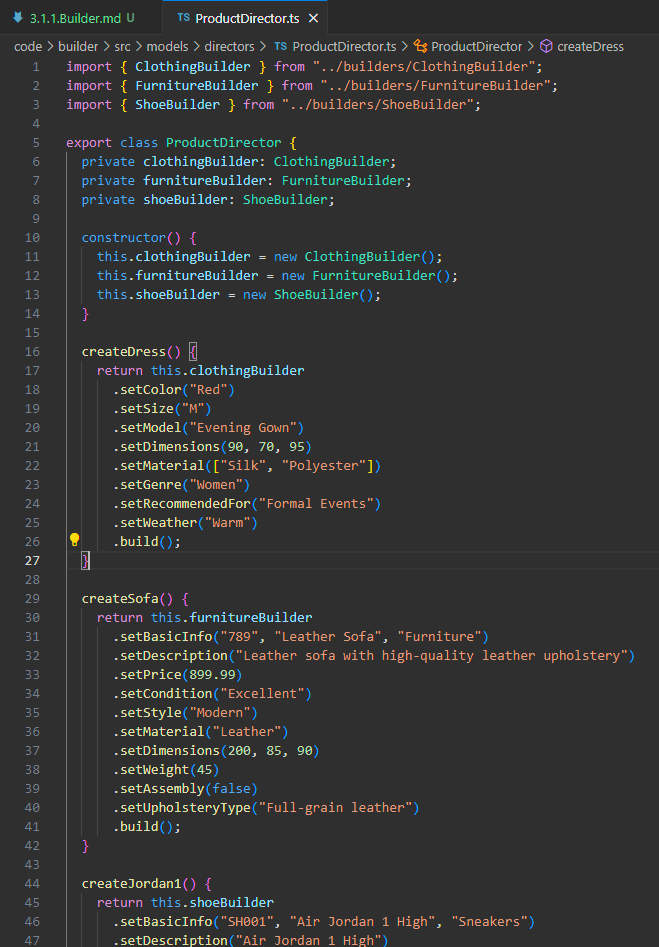 3.1.1.Builder.md U
TS ProductDirector.ts ×
code > builder > src > models > directors > TS ProductDirector.ts > ProductDirector > createDress
1 import { ClothingBuilder } from "../builders/ClothingBuilder";
2 import { FurnitureBuilder } from "../builders/FurnitureBuilder";
3 import { ShoeBuilder } from "../builders/ShoeBuilder";
4
5 export class ProductDirector {
6 private clothingBuilder: ClothingBuilder;
7 private furnitureBuilder: FurnitureBuilder;
8 private shoeBuilder: ShoeBuilder;
9
10 constructor() {
11 this.clothingBuilder = new ClothingBuilder();
12 this.furnitureBuilder = new FurnitureBuilder();
13 this.shoeBuilder = new ShoeBuilder();
14 }
15
16 createDress() {
17 return this.clothingBuilder
18 .setColor("Red")
19 .setSize("M")
20 .setModel("Evening Gown")
21 .setDimensions(90, 70, 95)
22 .setMaterial(["Silk", "Polyester"])
23 .setGenre("Women")
24 .setRecommendedFor("Formal Events")
25 .setWeather("Warm")
26 .build();
27 }
28
29 createSofa() {
30 return this.furnitureBuilder
31 .setBasicInfo("789", "Leather Sofa", "Furniture")
32 .setDescription("Leather sofa with high-quality leather upholstery")
33 .setPrice(899.99)
34 .setCondition("Excellent")
35 .setStyle("Modern")
36 .setMaterial("Leather")
37 .setDimensions(200, 85, 90)
38 .setWeight(45)
39 .setAssembly(false)
40 .setUpholsteryType("Full-grain leather")
41 .build();
42 }
43
44 createJordan1() {
45 return this.shoeBuilder
46 .setBasicInfo("SH001", "Air Jordan 1 High", "Sneakers")
47 .setDescription("Air Jordan 1 High")